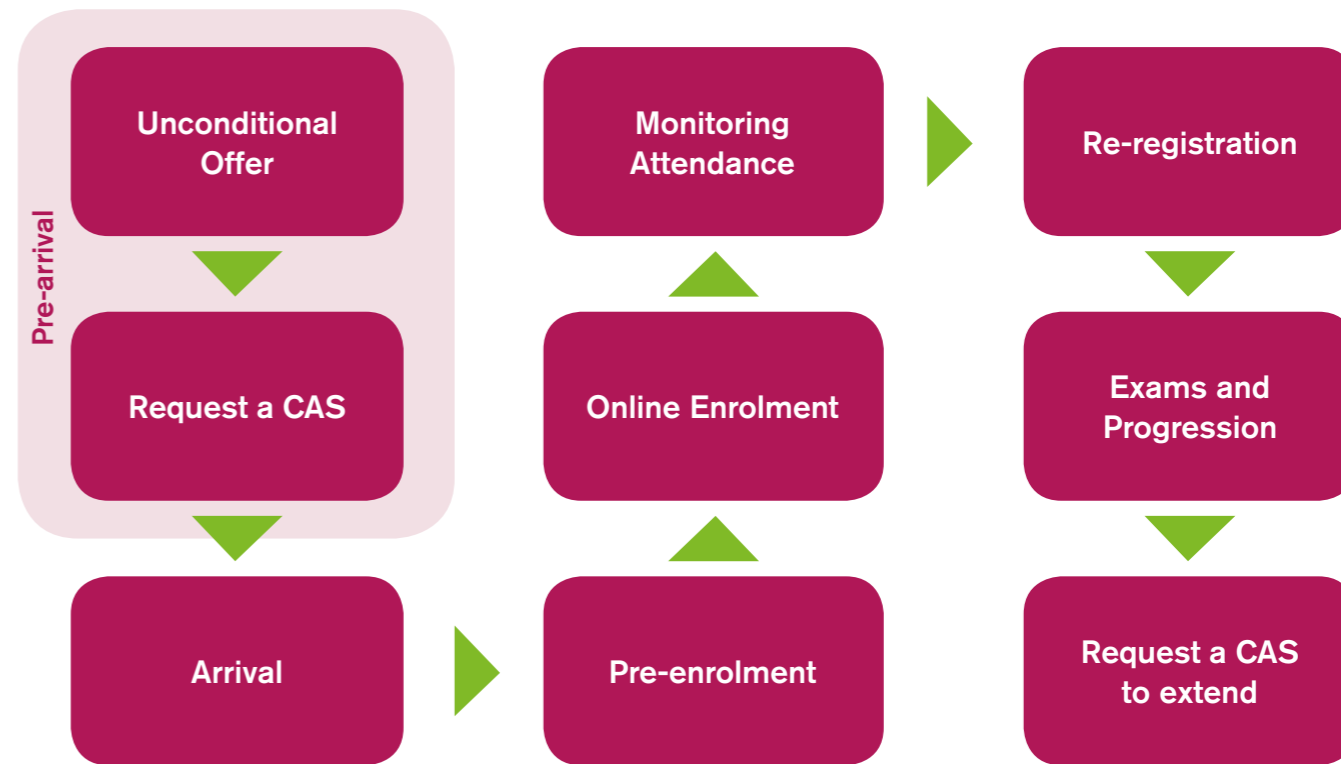 Pre-arrival
Unconditional
Offer
Request a CAS
Arrival
Pre-enrolment
Online Enrolment
Monitoring
Attendance
Re-registration
Exams and
Progression
Request a CAS
to extend